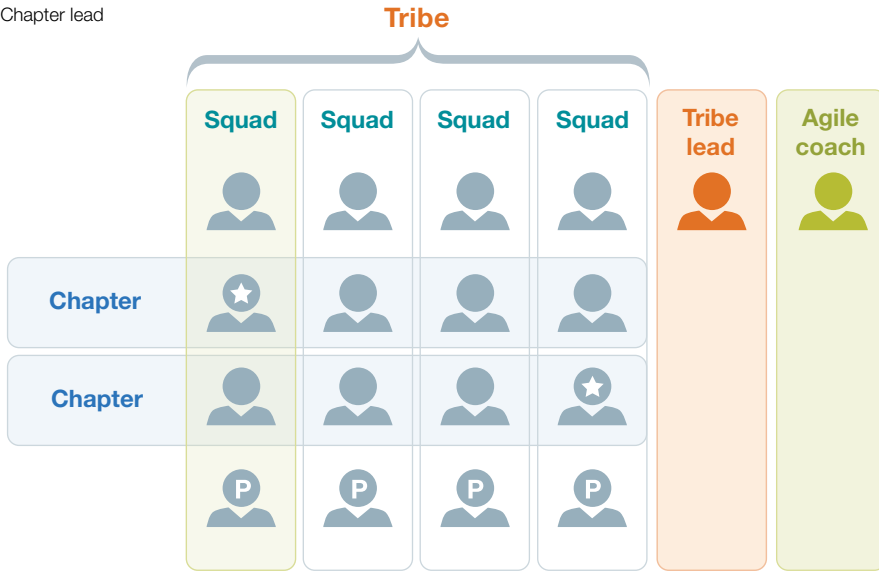 Chapter lead
Tribe
Squad
Squad
Squad
Squad
Tribe
lead
Agile
coach
Chapter
Chapter
P
P
P
P